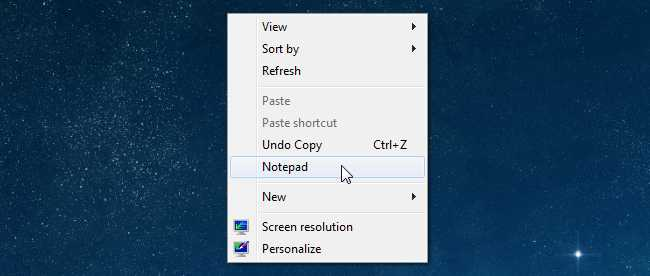 View
Sort by
Refresh
Paste
Paste shortcut
Undo Copy Ctrl+Z
Notepad
New
Screen resolution
Personalize